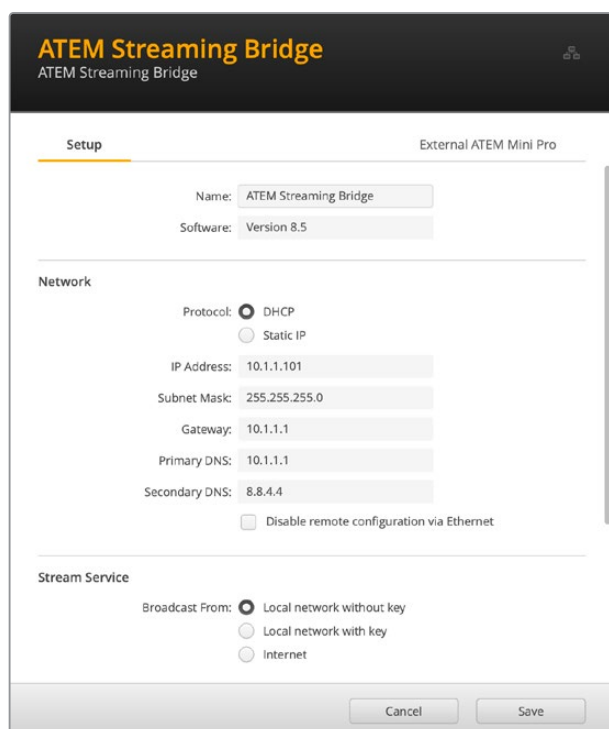 ATEM Streaming Bridge
ATEM Streaming Bridge
Setup External ATEM Mini Pro
Name: ATEM Streaming Bridge
Software: Version 8.5
Network
Protocol: DHCP
Static IP
IP Address: 10.1.1.101
Subnet Mask: 255.255.255.0
Gateway: 10.1.1.1
Primary DNS: 10.1.1.1
Secondary DNS: 8.8.4.4
Disable remote configuration via Ethernet
Stream Service
Broadcast From: Local network without key
Local network with key
Internet
Cancel Save